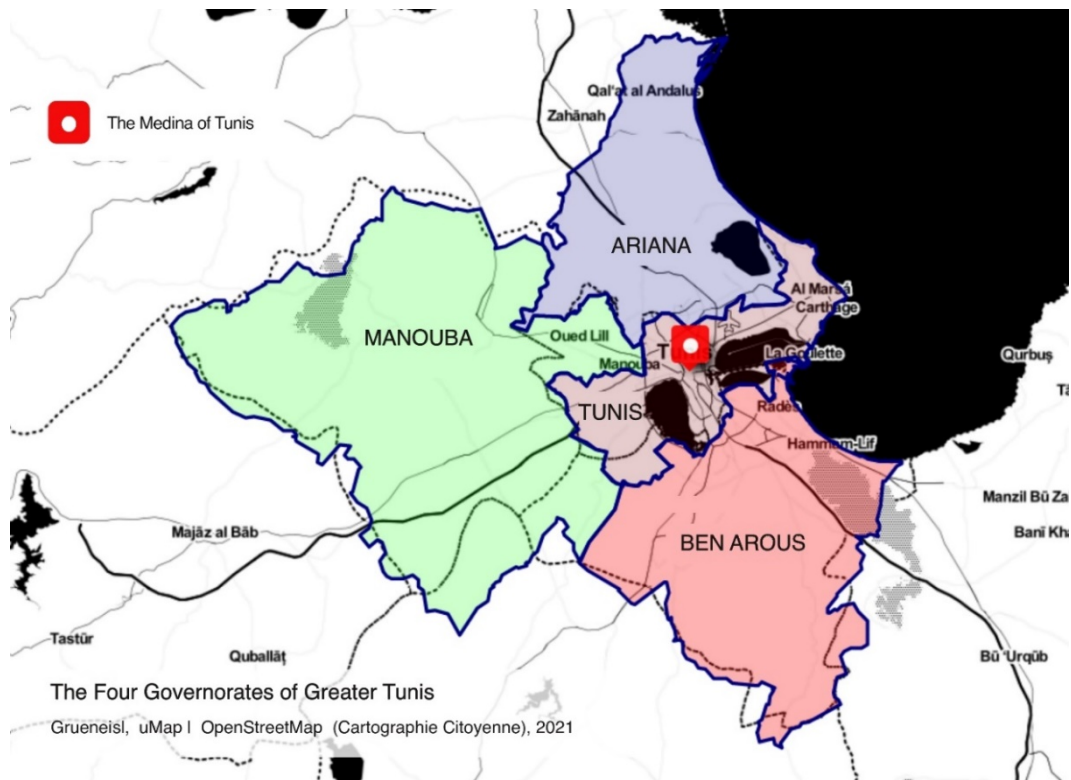 Qal'at al Andalus
Zahānah
The Medina of Tunis
ARIANA
Al Marsá
Carthage
MANOUBA
Oued Lill
Manouba
La Goulette
Qurbuş
TUNIS
Radès
Hammam-Lif
Manzil Bū Za
Majāz al Bāb
BEN AROUS
Banī Kha
Tastūr
Quballāţ
Bū 'Urqūb
The Four Governorates of Greater Tunis
Grueneisl, uMap I OpenStreetMap (Cartographie Citoyenne), 2021